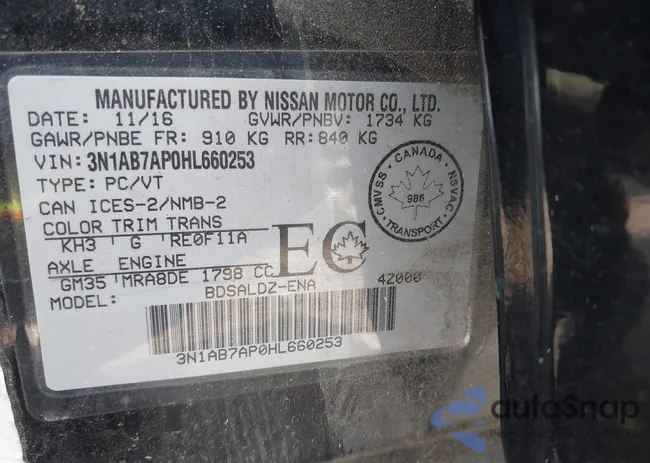 MANUFACTURED BY NISSAN MOTOR CO., LTD.
DATE: 11/16 GVWR/PNBV: 1734 KG
GAWR/PNBE FR: 910 KG RR: 840 KG
VIN: 3N1AB7AP0HL660253
TYPE: PC/VT
CAN ICES-2/NMB-2
COLOR TRIM TRANS
KH3 G RE0F11A
AXLE ENGINE
GM35 MRA8DE 1798 CC
MODEL: BDSALDZ-ENA 4Z000
3N1AB7AP0HL660253
EC
CANADA
CMVSS · NSVAC
986
TRANSPORT
autoSnap